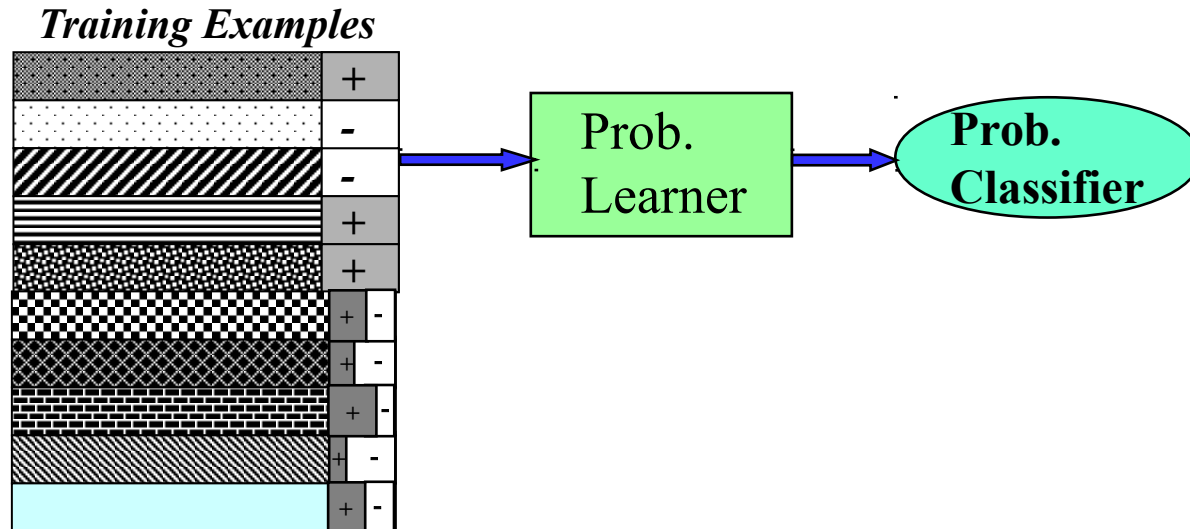 Training Examples
+
-
-
+
+
+ -
+ -
+ -
+ -
+ -
Prob.
Learner
Prob.
Classifier